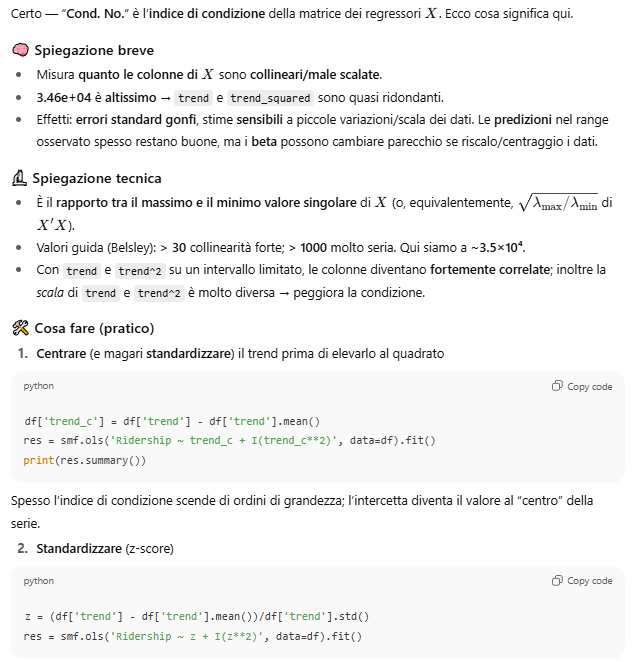 Certo — “Cond. No.” è l’indice di condizione della matrice dei regressori X. Ecco cosa significa qui.
🧠 Spiegazione breve
• Misura quanto le colonne di X sono collineari/male scalate.
• 3.46e+04 è altissimo → trend e trend_squared sono quasi ridondanti.
• Effetti: errori standard gonfi, stime sensibili a piccole variazioni/scala dei dati. Le predizioni nel range
osservato spesso restano buone, ma i beta possono cambiare parecchio se riscalo/centraggio i dati.
🔬 Spiegazione tecnica
• È il rapporto tra il massimo e il minimo valore singolare di X (o, equivalentemente, √λmax/λmin di
X′X).
• Valori guida (Belsley): > 30 collinearità forte; > 1000 molto seria. Qui siamo a ~3.5×10⁴.
• Con trend e trend^2 su un intervallo limitato, le colonne diventano fortemente correlate; inoltre la
scala di trend e trend^2 è molto diversa → peggiora la condizione.
🛠️ Cosa fare (pratico)
1. Centrare (e magari standardizzare) il trend prima di elevarlo al quadrato
python Copy code
df['trend_c'] = df['trend'] - df['trend'].mean()
res = smf.ols('Ridership ~ trend_c + I(trend_c**2)', data=df).fit()
print(res.summary())
Spesso l’indice di condizione scende di ordini di grandezza; l’intercetta diventa il valore al “centro” della
serie.
2. Standardizzare (z-score)
python Copy code
z = (df['trend'] - df['trend'].mean())/df['trend'].std()
res = smf.ols('Ridership ~ z + I(z**2)', data=df).fit()